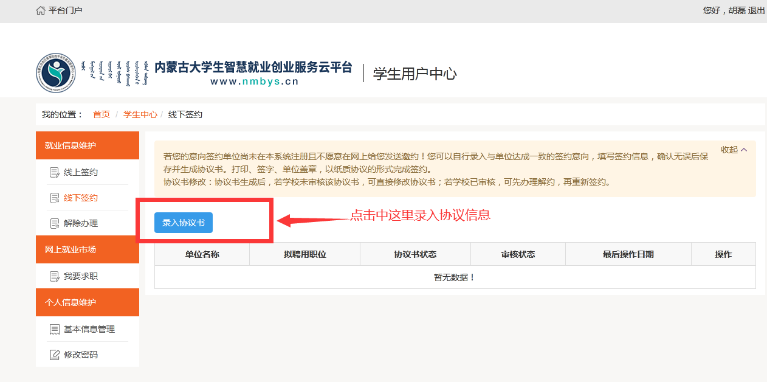 平台门户
您好，胡磊 退出
内蒙古大学生智慧就业创业服务云平台
www.nmbys.cn
学生用户中心
我的位置： 首页 / 学生中心 / 线下签约
就业信息维护
线上签约
线下签约
解除办理
网上就业市场
我要求职
个人信息维护
基本信息管理
修改密码
收起
若您的意向签约单位尚未在本系统注册且不愿意在网上给您发送邀约！您可以自行录入与单位达成一致的签约意向，填写签约信息，确认无误后保
存并生成协议书。打印、签字、单位盖章，以纸质协议的形式完成签约。
协议书修改：协议书生成后，若学校未审核该协议书，可直接修改协议书；若学校已审核，可先办理解约，再重新签约。
录入协议书
点击中这里录入协议信息
单位名称 拟聘用职位 协议书状态 审核状态 最后操作日期 操作
暂无数据！